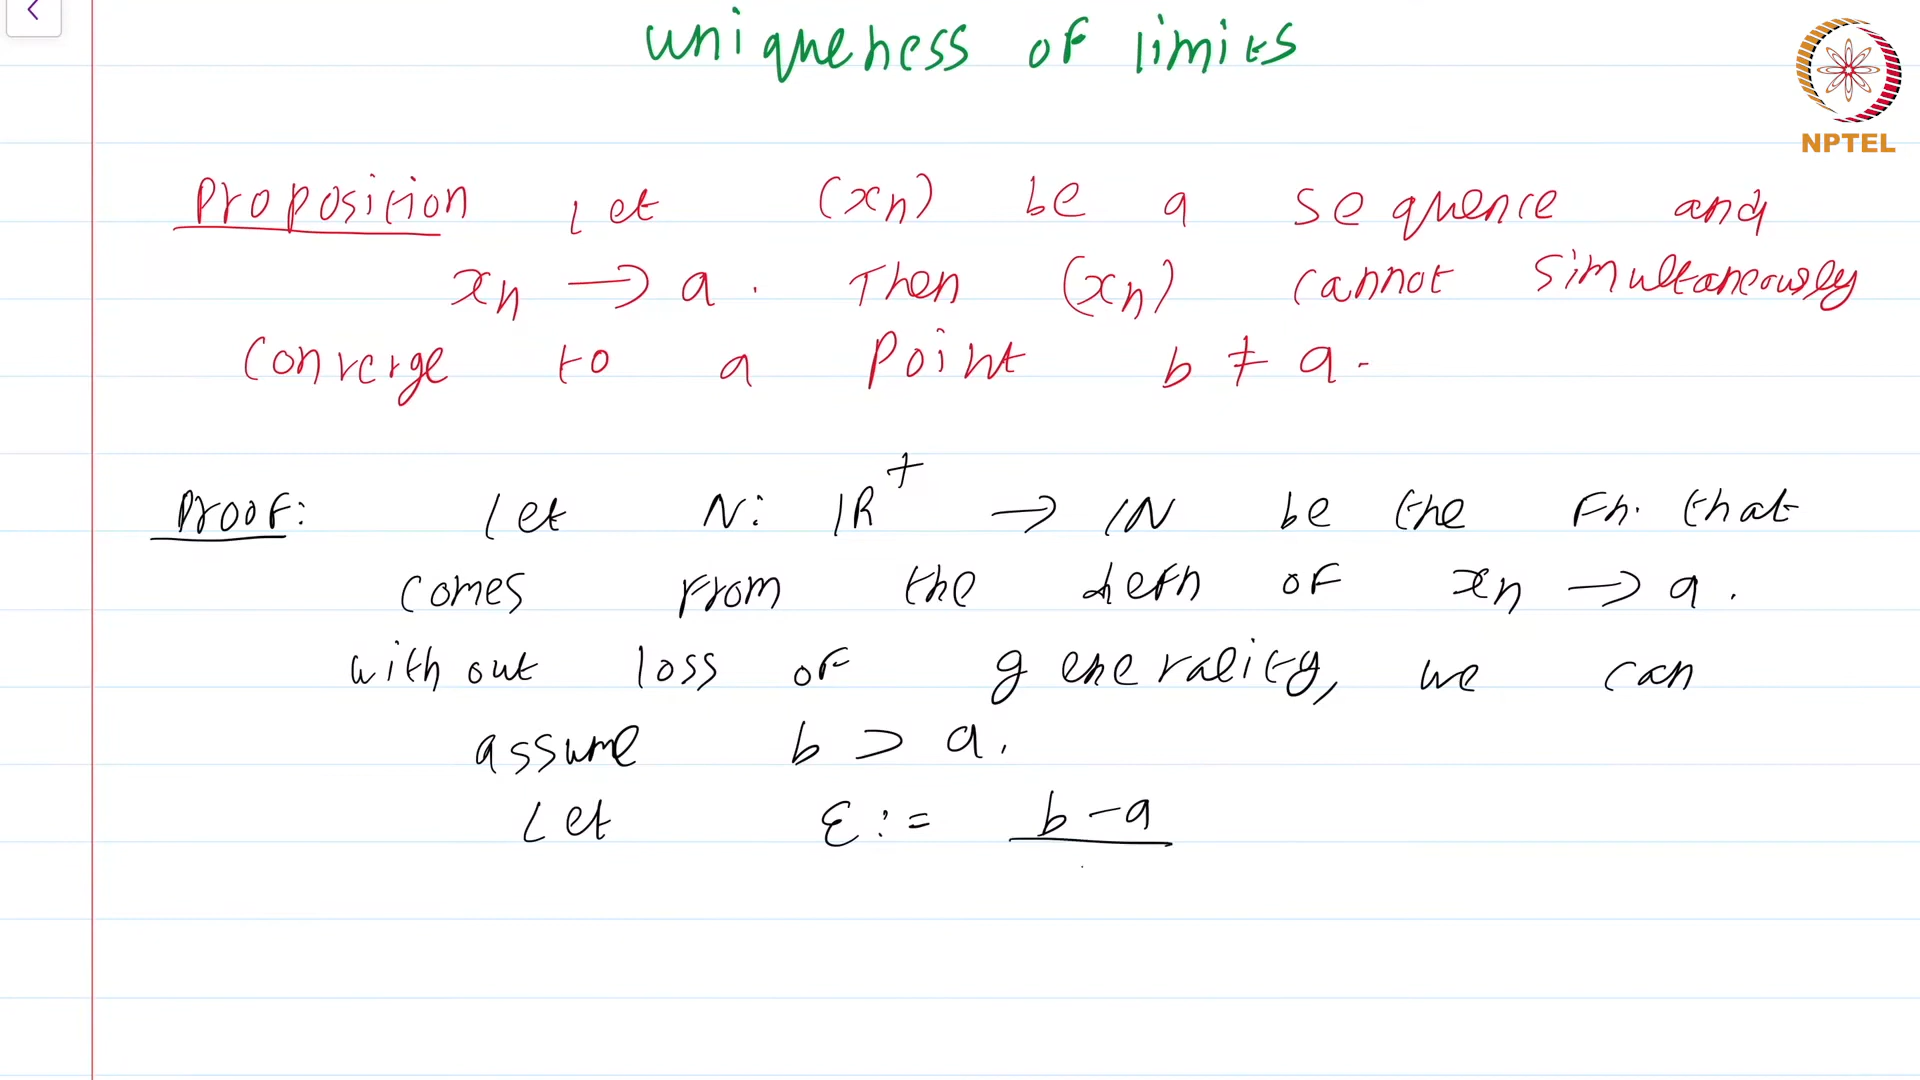 uniqueness of limits
NPTEL
Proposition Let (xn) be a sequence and
xn → a. Then (xn) cannot simultaneously
converge to a point b ≠ a.
Proof: Let N: ℝ⁺ → ℕ be the Fn. that
comes from the defn of xn → a.
without loss of generality, we can
assume b > a.
Let ε := b - a